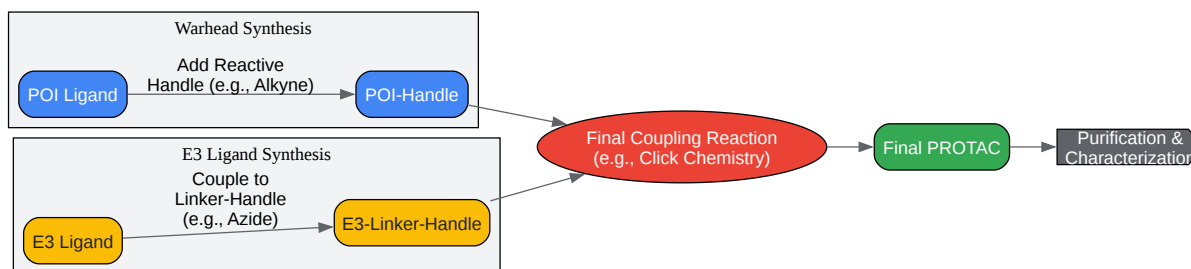 Warhead Synthesis
Add Reactive
Handle (e.g., Alkyne)
POI Ligand
POI-Handle
E3 Ligand Synthesis
Couple to
Linker-Handle
(e.g., Azide)
E3 Ligand
E3-Linker-Handle
Final Coupling Reaction
(e.g., Click Chemistry)
Final PROTAC
Purification &
Characterization